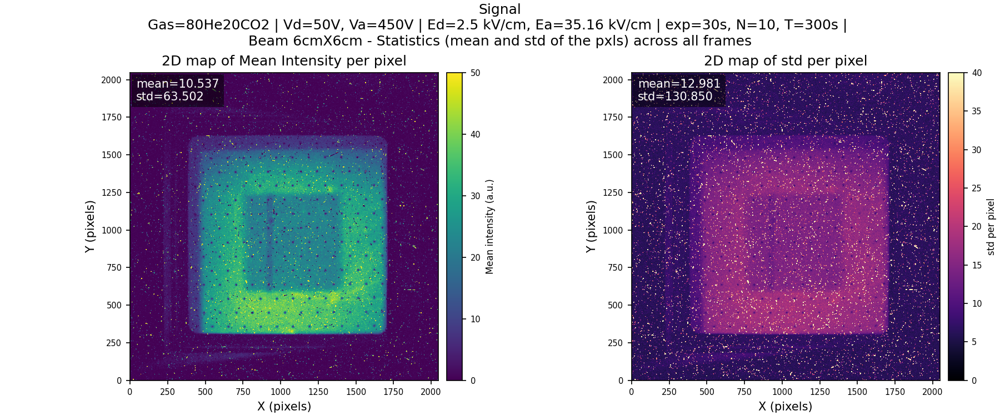 Signal
Gas=80He20CO2 | Vd=50V, Va=450V | Ed=2.5 kV/cm, Ea=35.16 kV/cm | exp=30s, N=10, T=300s |
Beam 6cmX6cm - Statistics (mean and std of the pxls) across all frames
2D map of Mean Intensity per pixel
mean=10.537
std=63.502
2000
1750
1500
1250
1000
750
500
250
0
Y (pixels)
0 250 500 750 1000 1250 1500 1750 2000
X (pixels)
50
40
30
20
10
0
Mean intensity (a.u.)
2D map of std per pixel
mean=12.981
std=130.850
2000
1750
1500
1250
1000
750
500
250
0
Y (pixels)
0 250 500 750 1000 1250 1500 1750 2000
X (pixels)
40
35
30
25
20
15
10
5
0
std per pixel